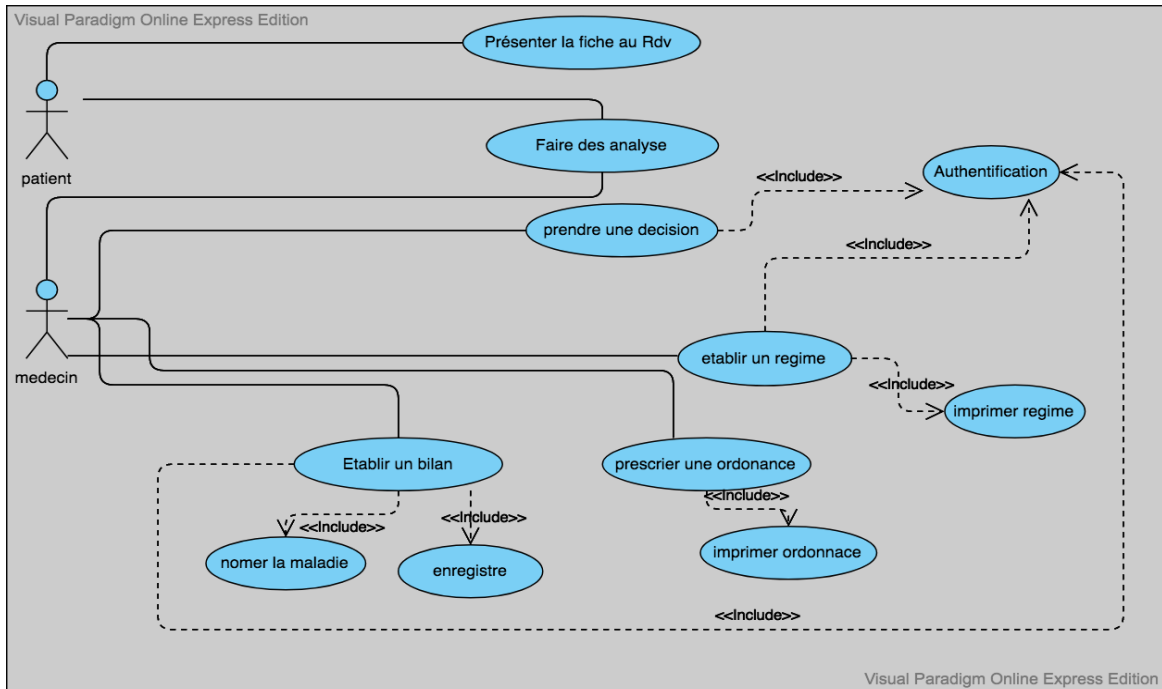 Visual Paradigm Online Express Edition
Présenter la fiche au Rdv
Faire des analyse
patient
<<Include>>
Authentification
prendre une decision
<<Include>>
etablir un regime
medecin
<<Include>>
imprimer regime
Etablir un bilan
prescrier une ordonance
<<Include>>
<<Include>>
<<Include>>
nomer la maladie
enregistre
imprimer ordonnace
<<Include>>
Visual Paradigm Online Express Edition